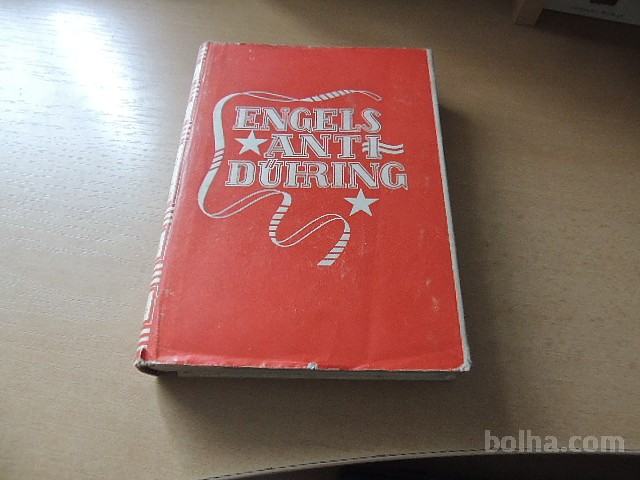 ENGELS
ANTI-
DÜHRING
bolha.com